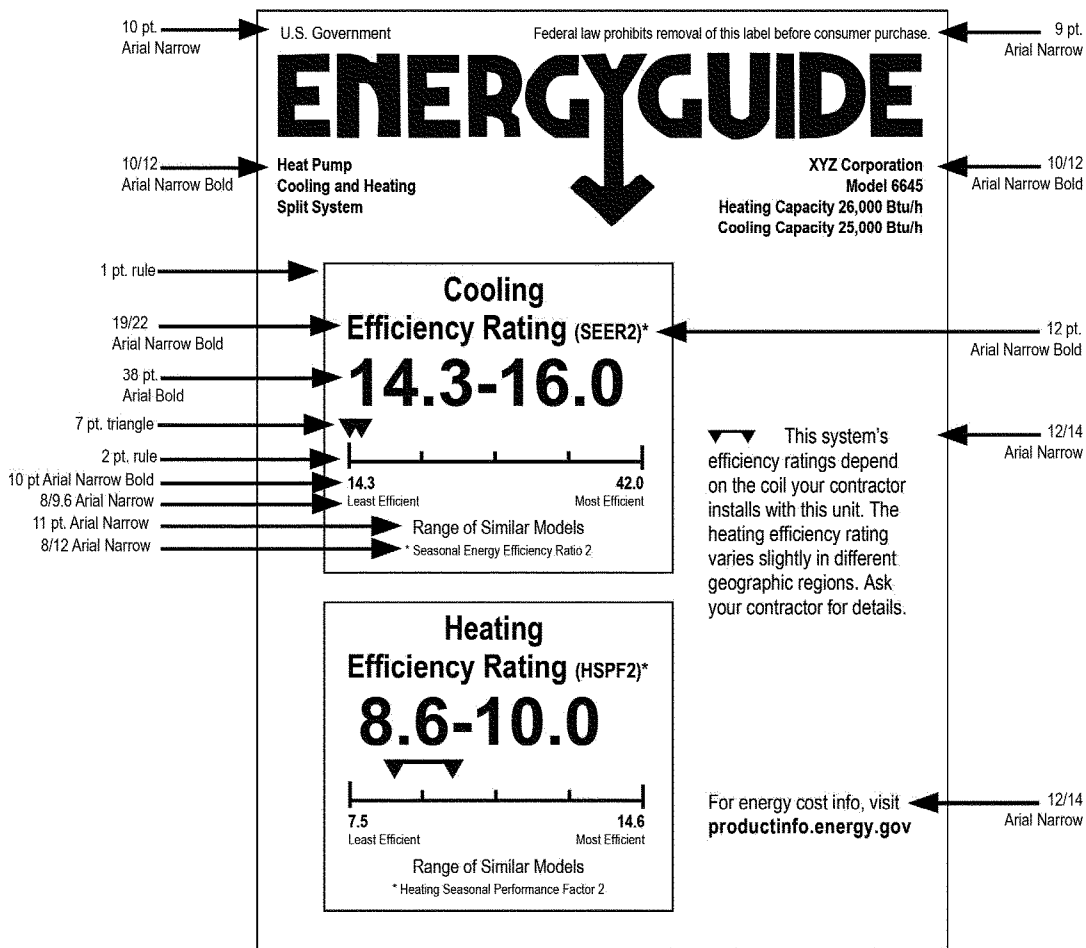 10 pt.
Arial Narrow
U.S. Government
Federal law prohibits removal of this label before consumer purchase.
9 pt.
Arial Narrow
ENERGYGUIDE
10/12
Arial Narrow Bold
Heat Pump
Cooling and Heating
Split System
XYZ Corporation
Model 6645
Heating Capacity 26,000 Btu/h
Cooling Capacity 25,000 Btu/h
10/12
Arial Narrow Bold
1 pt. rule
Cooling
19/22
Arial Narrow Bold
Efficiency Rating (SEER2)*
12 pt.
Arial Narrow Bold
38 pt.
Arial Bold
14.3-16.0
7 pt. triangle
2 pt. rule
10 pt Arial Narrow Bold
14.3
42.0
8/9.6 Arial Narrow
Least Efficient
Most Efficient
11 pt. Arial Narrow
Range of Similar Models
8/12 Arial Narrow
* Seasonal Energy Efficiency Ratio 2
This system's
efficiency ratings depend
on the coil your contractor
installs with this unit. The
heating efficiency rating
varies slightly in different
geographic regions. Ask
your contractor for details.
12/14
Arial Narrow
Heating
Efficiency Rating (HSPF2)*
8.6-10.0
7.5
14.6
Least Efficient
Most Efficient
Range of Similar Models
* Heating Seasonal Performance Factor 2
For energy cost info, visit
productinfo.energy.gov
12/14
Arial Narrow